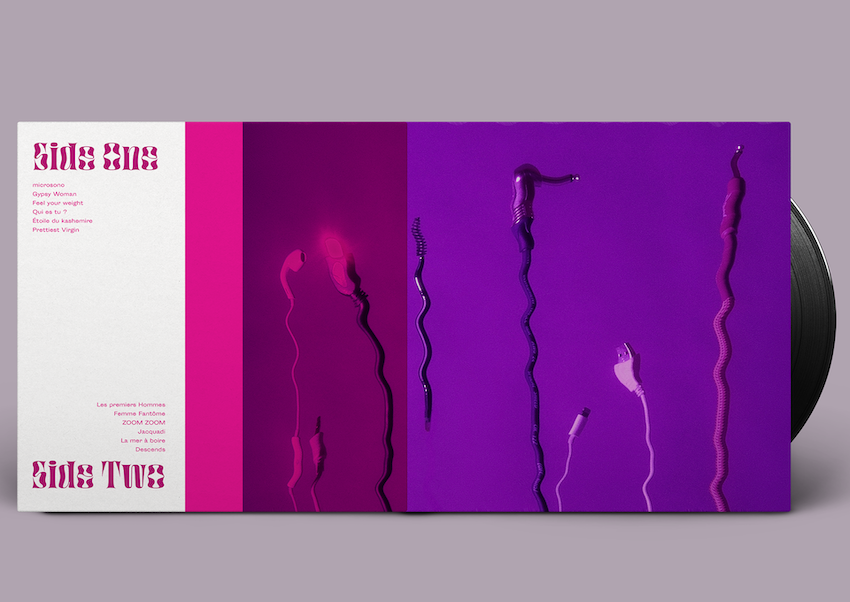 Side One
microsono
Gypsy Woman
Feel your weight
Qui es tu ?
Étoile du kashemire
Prettiest Virgin
Les premiers Hommes
Femme Fantôme
ZOOM ZOOM
Jacquadi
La mer à boire
Descends
Side Two